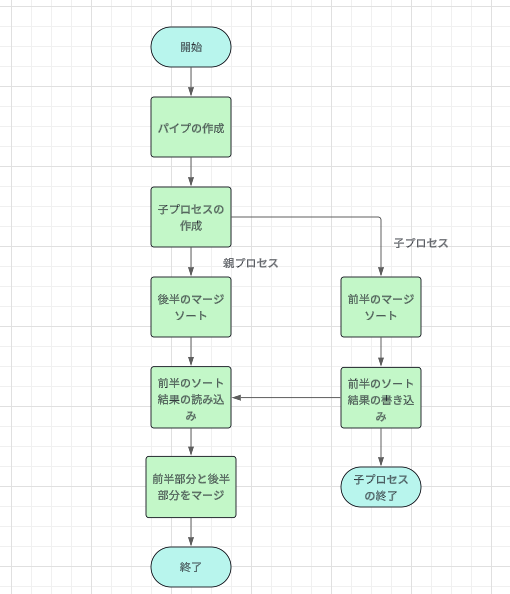 開始
パイプの作成
子プロセスの
作成
子プロセス
親プロセス
後半のマージ
ソート
前半のマージ
ソート
前半のソート
結果の読み込
み
前半のソート
結果の書き込
み
前半部分と後半
部分をマージ
子プロセス
の終了
終了